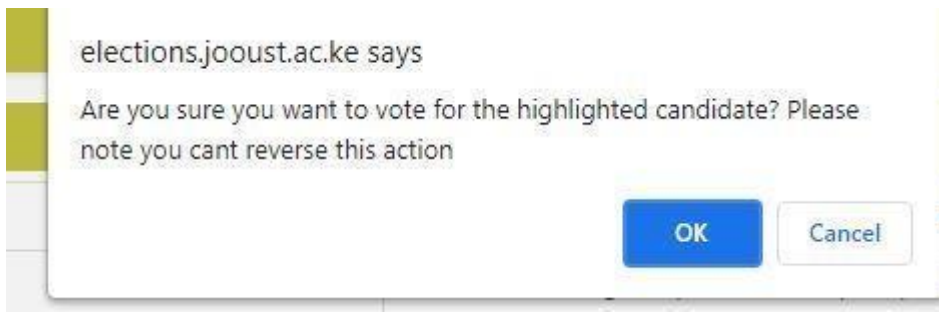 elections.jooust.ac.ke says
Are you sure you want to vote for the highlighted candidate? Please
note you cant reverse this action
OK
Cancel